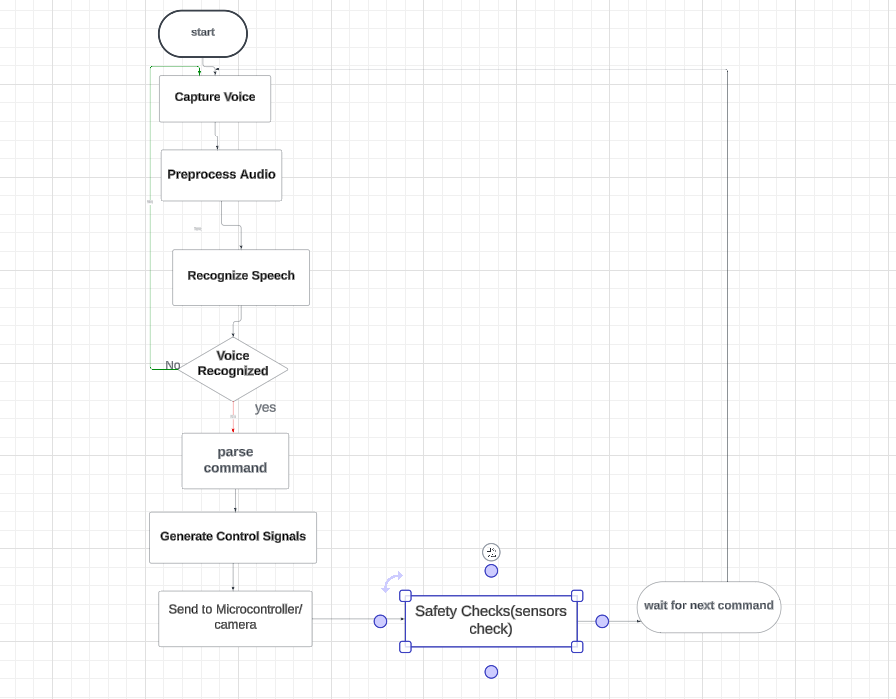 start
Capture Voice
Preprocess Audio
Recognize Speech
Voice
Recognized
No
yes
parse
command
Generate Control Signals
Send to Microcontroller/
camera
Safety Checks(sensors
check)
wait for next command